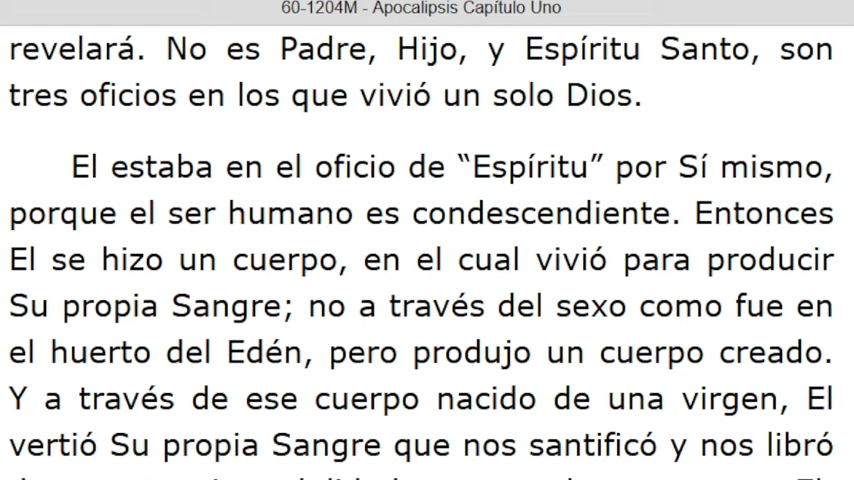 60-1204M - Apocalipsis Capítulo Uno
revelará. No es Padre, Hijo, y Espíritu Santo, son
tres oficios en los que vivió un solo Dios.
El estaba en el oficio de “Espíritu” por Sí mismo,
porque el ser humano es condescendiente. Entonces
El se hizo un cuerpo, en el cual vivió para producir
Su propia Sangre; no a través del sexo como fue en
el huerto del Edén, pero produjo un cuerpo creado.
Y a través de ese cuerpo nacido de una virgen, El
vertió Su propia Sangre que nos santificó y nos libró